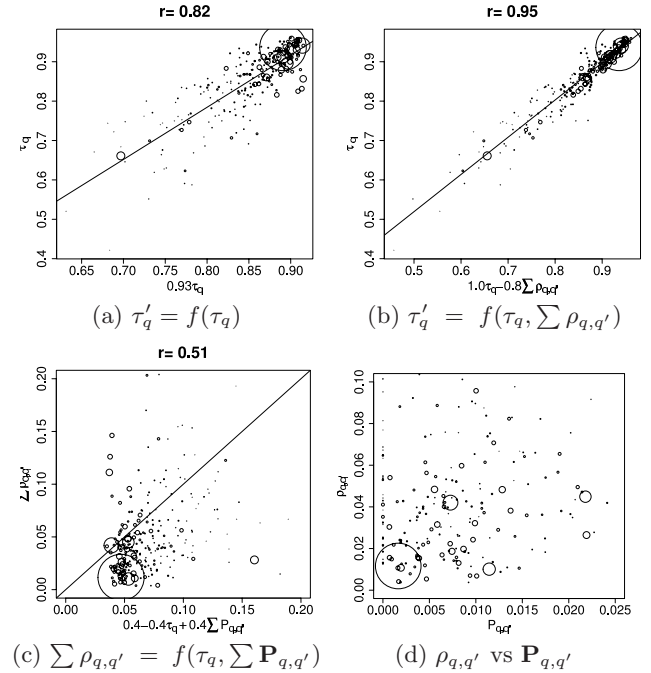 r= 0.82
τq
0.4 0.5 0.6 0.7 0.8 0.9
0.65 0.70 0.75 0.80 0.85 0.90
0.93τq
(a) τ′q = f(τq)
r= 0.95
τq
0.4 0.5 0.6 0.7 0.8 0.9
0.5 0.6 0.7 0.8 0.9
1.0τq−0.8∑ρq,q'
(b) τ′q = f(τq, ∑ρq,q′)
r= 0.51
∑ρq,q'
0.00 0.05 0.10 0.15 0.20
0.00 0.05 0.10 0.15 0.20
0.4−0.4τq+0.4∑Pq,q'
(c) ∑ρq,q′ = f(τq, ∑Pq,q′)
ρq,q'
0.00 0.02 0.04 0.06 0.08 0.10
0.000 0.005 0.010 0.015 0.020 0.025
Pq,q'
(d) ρq,q′ vs Pq,q′